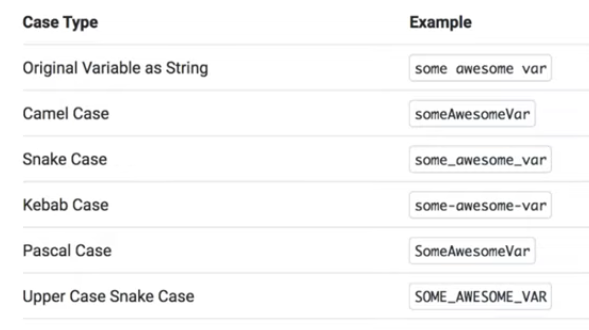 Case Type Example
Original Variable as String some awesome var
Camel Case someAwesomeVar
Snake Case some_awesome_var
Kebab Case some-awesome-var
Pascal Case SomeAwesomeVar
Upper Case Snake Case SOME_AWESOME_VAR